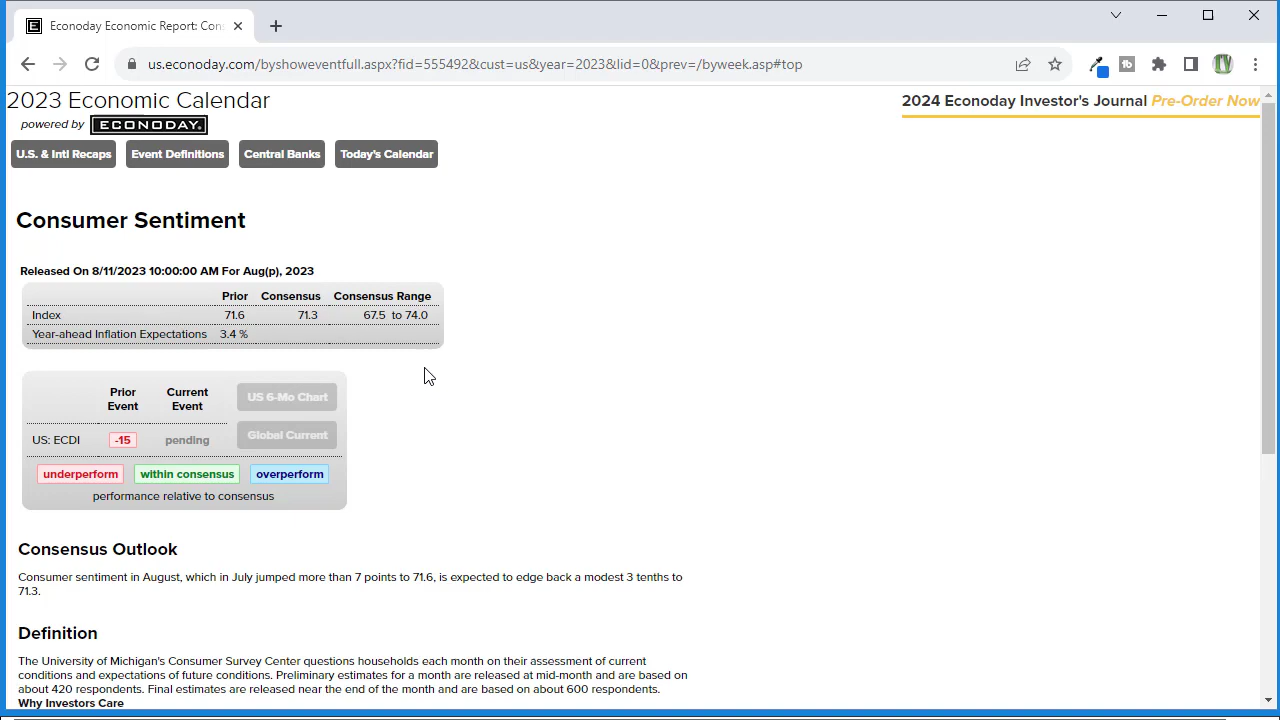 Econoday Economic Report: Con
us.econoday.com/byshoweventfull.aspx?fid=555492&cust=us&year=2023&lid=0&prev=/byweek.asp#top
2023 Economic Calendar
2024 Econoday Investor's Journal Pre-Order Now
powered by ECONODAY.
U.S. & Intl Recaps Event Definitions Central Banks Today's Calendar
Consumer Sentiment
Released On 8/11/2023 10:00:00 AM For Aug(p), 2023
Prior Consensus Consensus Range
Index 71.6 71.3 67.5 to 74.0
Year-ahead Inflation Expectations 3.4 %
Prior Event Current Event US 6-Mo Chart
Global Current
US: ECDI -15 pending
underperform within consensus overperform
performance relative to consensus
Consensus Outlook
Consumer sentiment in August, which in July jumped more than 7 points to 71.6, is expected to edge back a modest 3 tenths to
71.3.
Definition
The University of Michigan's Consumer Survey Center questions households each month on their assessment of current
conditions and expectations of future conditions. Preliminary estimates for a month are released at mid-month and are based on
about 420 respondents. Final estimates are released near the end of the month and are based on about 600 respondents.
Why Investors Care